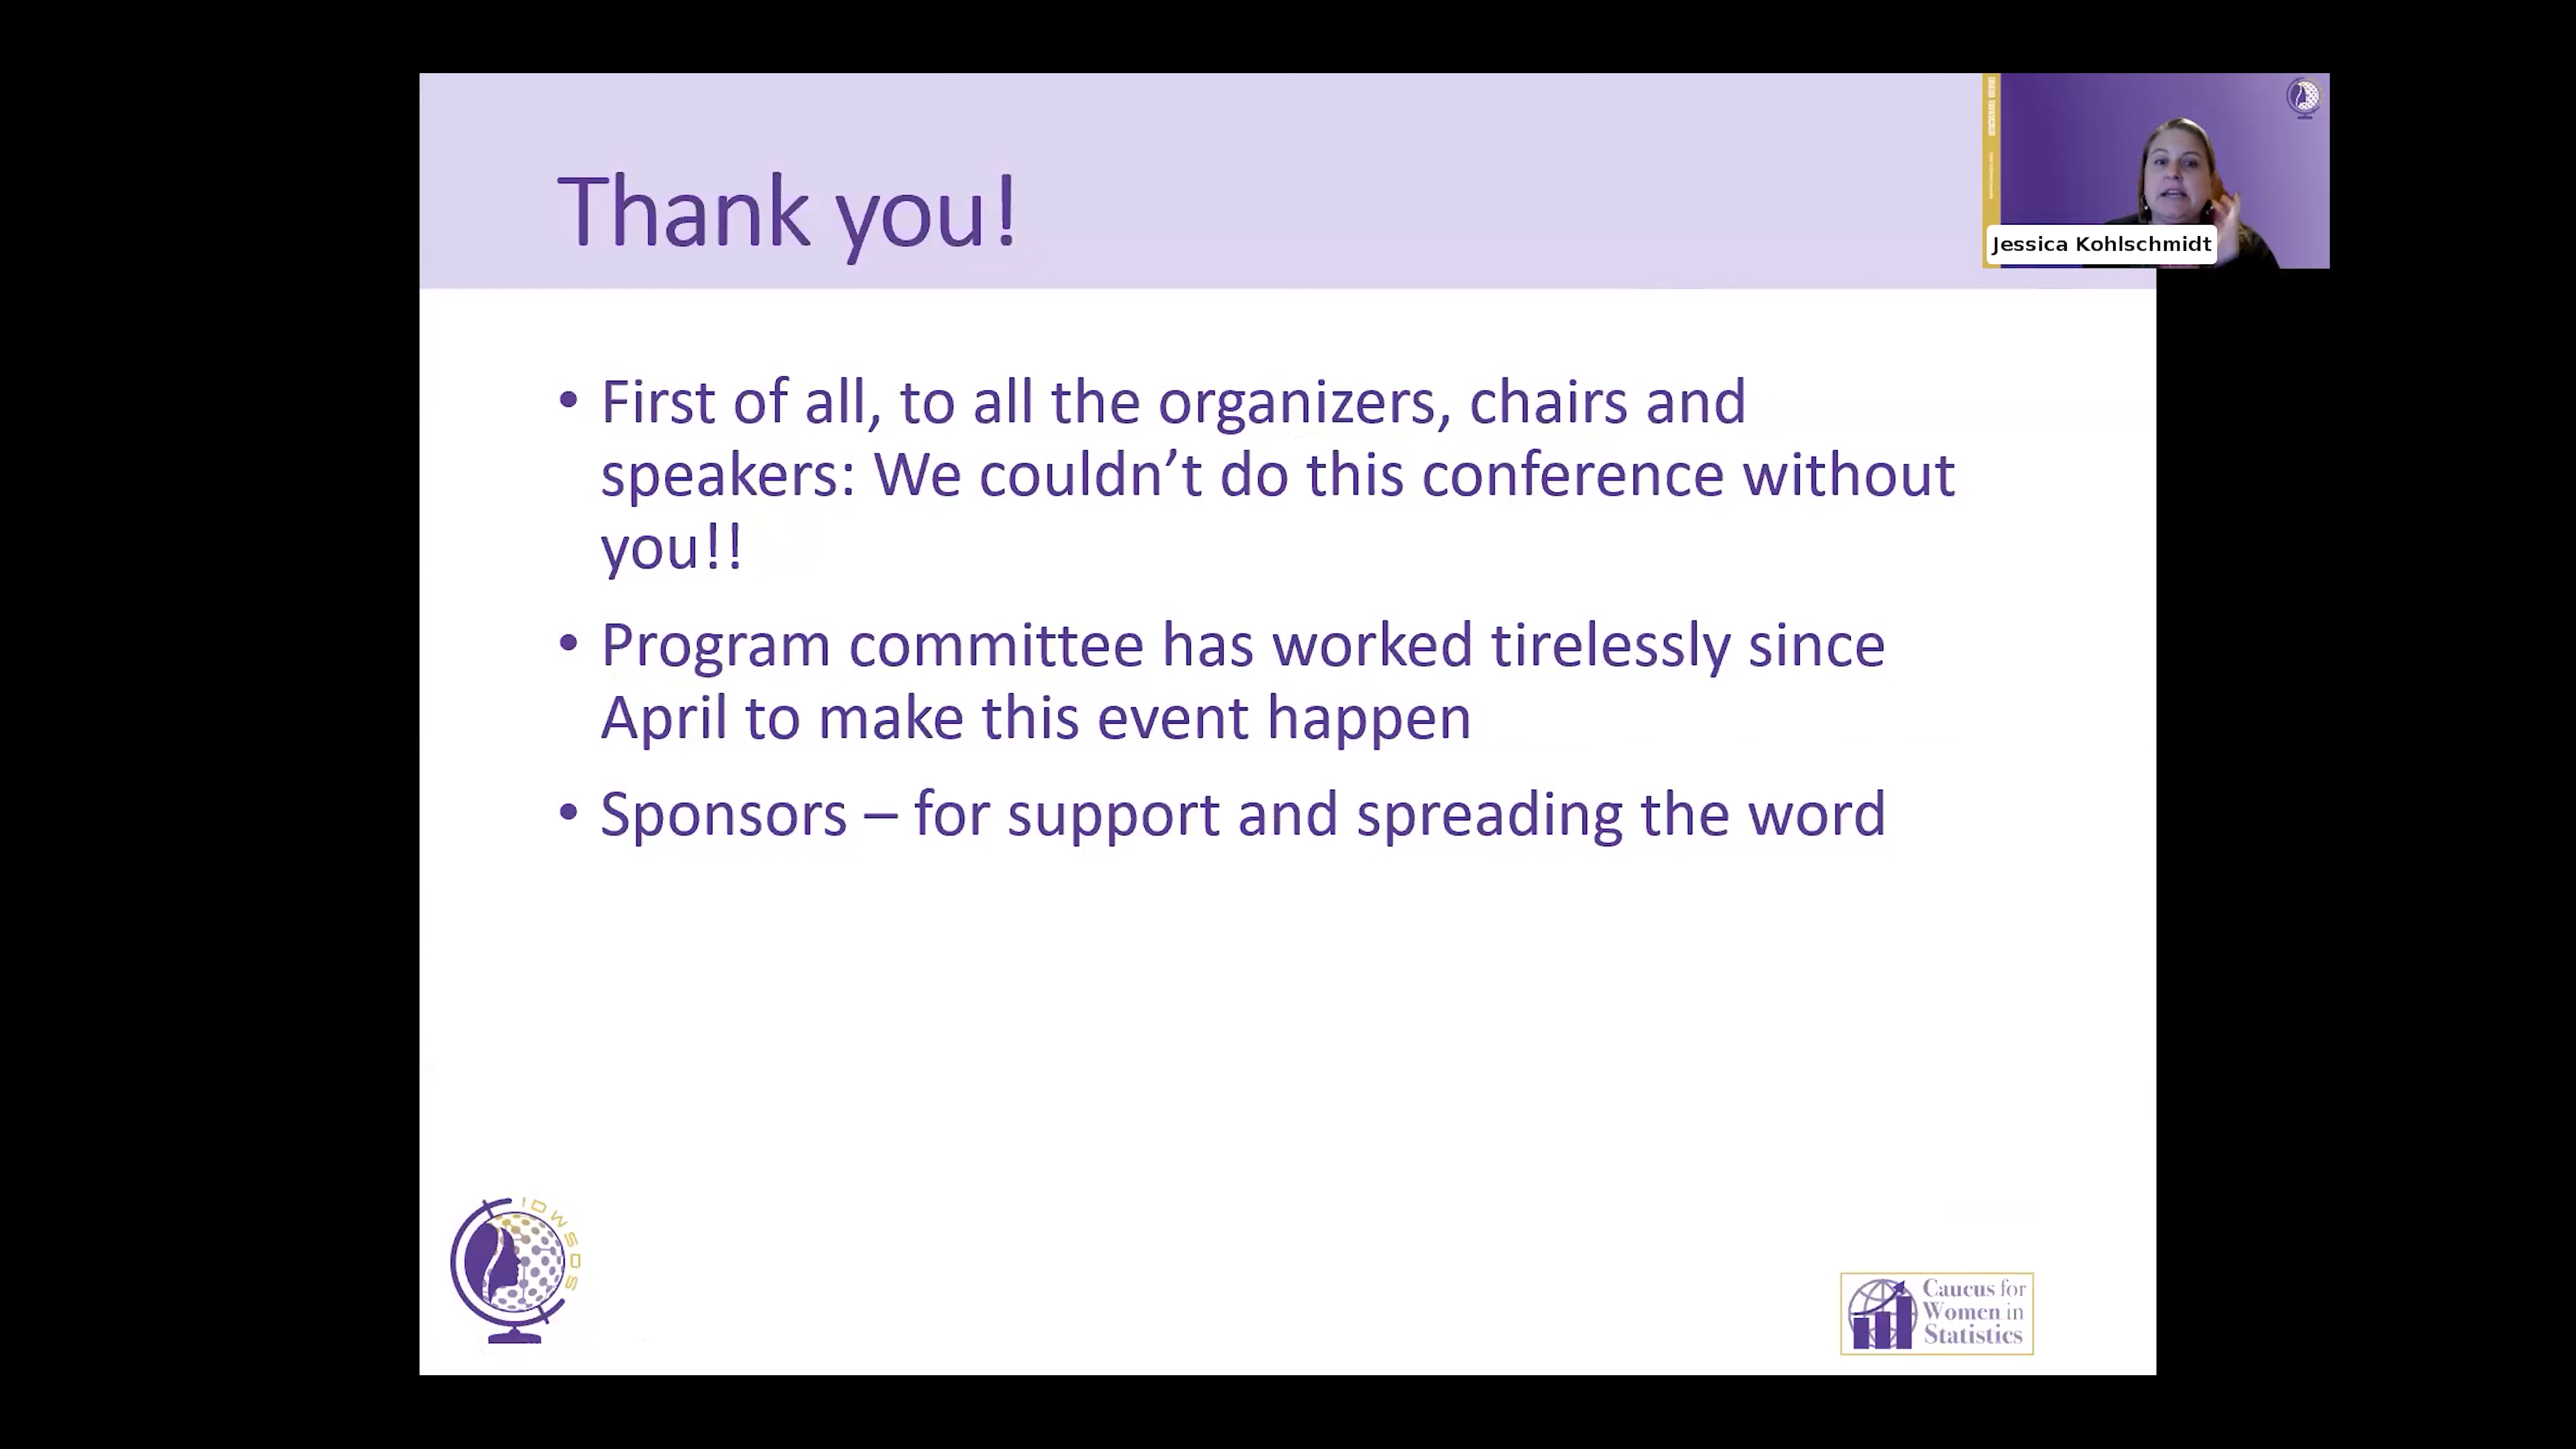 Thank you!
Jessica Kohlschmidt
• First of all, to all the organizers, chairs and
speakers: We couldn’t do this conference without
you!!
• Program committee has worked tirelessly since
April to make this event happen
• Sponsors – for support and spreading the word
IDWSDS
Caucus for
Women in
Statistics